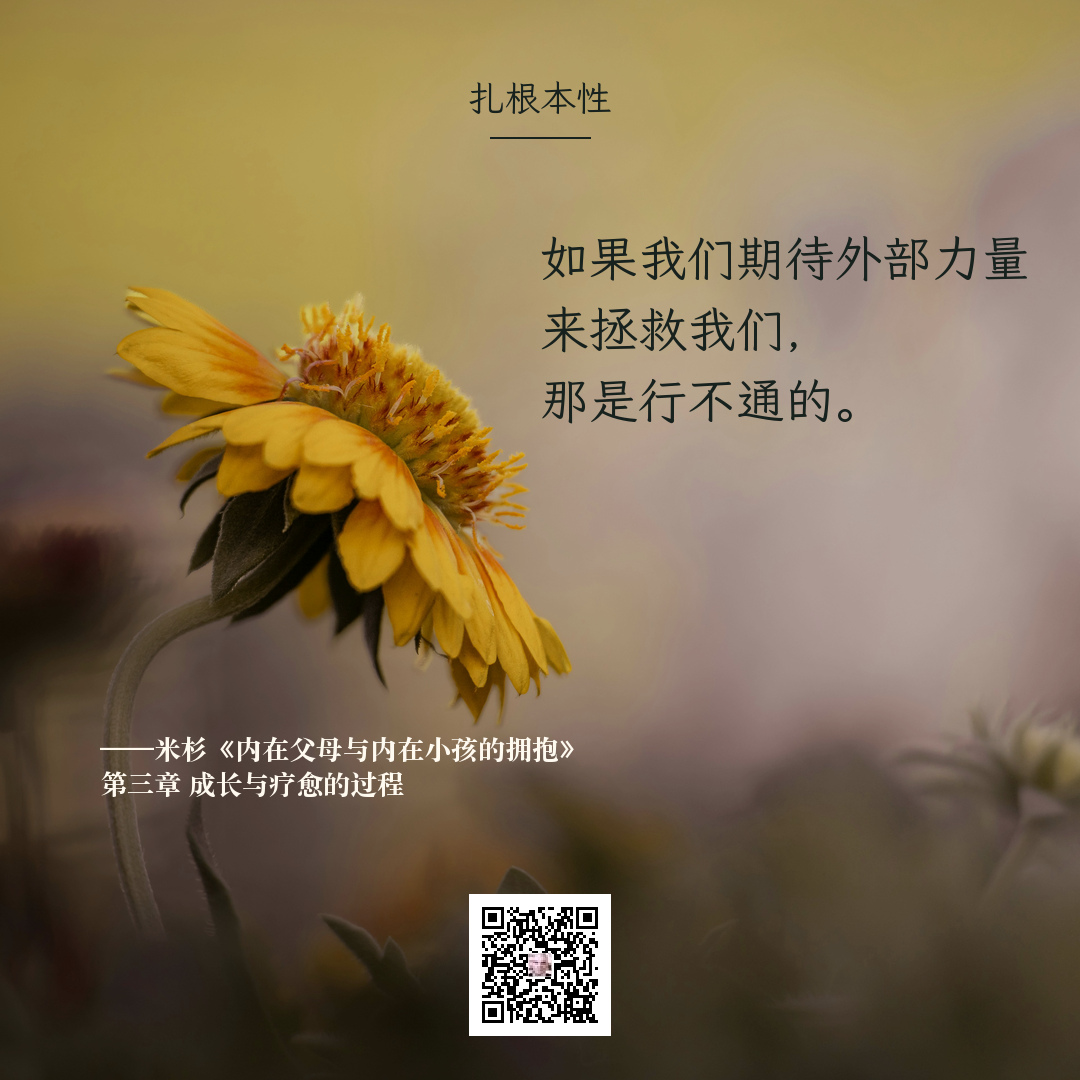 扎根本性
如果我们期待外部力量
来拯救我们,
那是行不通的。
——米杉《内在父母与内在小孩的拥抱》
第三章 成长与疗愈的过程